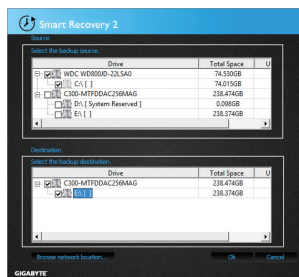 Smart Recovery 2
Source
Select the backup source.
Drive Total Space U
WDC WD800JD-22LSA0 74.530GB
C:\ [ ] 74.015GB
C300-MTFDDAC256MAG 238.474GB
D:\ [ System Reserved ] 0.098GB
E:\ [ ] 238.374GB
Destination
Select the backup destination.
Drive Total Space U
C300-MTFDDAC256MAG 238.474GB
E:\ [ ] 238.374GB
Browse network location... Ok Cancel
GIGABYTE